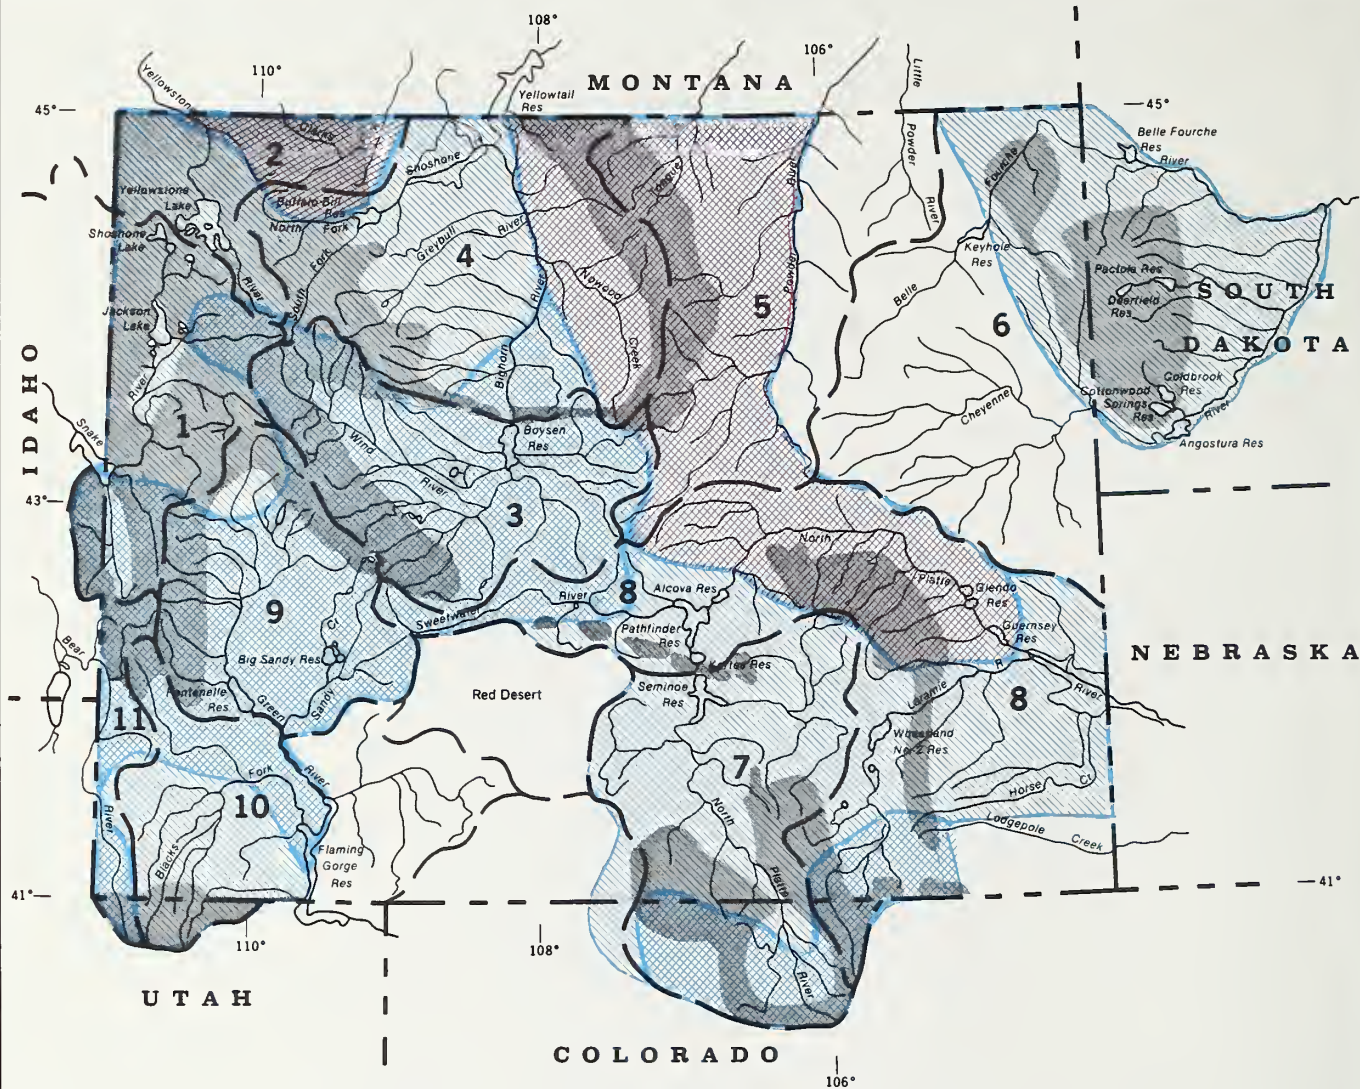 108°
106°
110°
MONTANA
45°
45°
Yellowstone
Yellowtail
Res
Little
Powder
River
Belle Fourche
Res
River
Clarks
2
Shoshone
Tongue
River
Powder
Fourche
Yellowstone
Lake
Buffalo Bill
Res
North Fork
Shoshone
Lake
South
Fork
River
Greybull
River
4
Keyhole
Res
Belle
Pactola Res
Deerfield
Res
SOUTH
DAKOTA
Jackson
Lake
River
Nowood
Creek
5
6
Bighorn
River
IDAHO
Snake
1
Wind
River
Boysen
Res
Cheyenne
Coldbrook
Res
Cottonwood
Springs
Res
River
Angostura Res
43°
3
North
Platte
Glendo
Res
Guernsey
Res
R
River
9
Sweetwater
River
8
Alcova Res
Pathfinder
Res
Kortes Res
Bear
Big Sandy Res
Cr
Sandy
Fontenelle
Res
Green
River
Red Desert
Seminoe
Res
Laramie
8
NEBRASKA
11
Wheatland
No 2 Res
7
North
Platte
River
Horse
Cr
Lodgepole
Creek
Fork
10
Blacks
River
Flaming
Gorge
Res
41°
41°
110°
108°
UTAH
COLORADO
106°